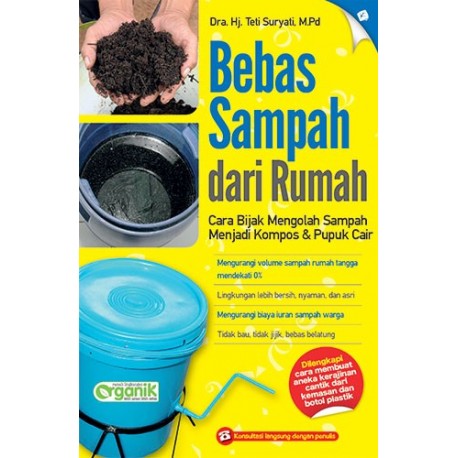 Dra. Hj. Teti Suryati, M.Pd
Bebas
Sampah
dari Rumah
Cara Bijak Mengolah Sampah
Menjadi Kompos & Pupuk Cair
Mengurangi volume sampah rumah tangga
mendekati 0%
Lingkungan lebih bersih, nyaman, dan asri
Mengurangi biaya iuran sampah warga
Tidak bau, tidak jijik, bebas belatung
Dilengkapi
cara membuat
aneka kerajinan
cantik dari
kemasan dan
botol plastik
Organik
Konsultasi langsung dengan penulis